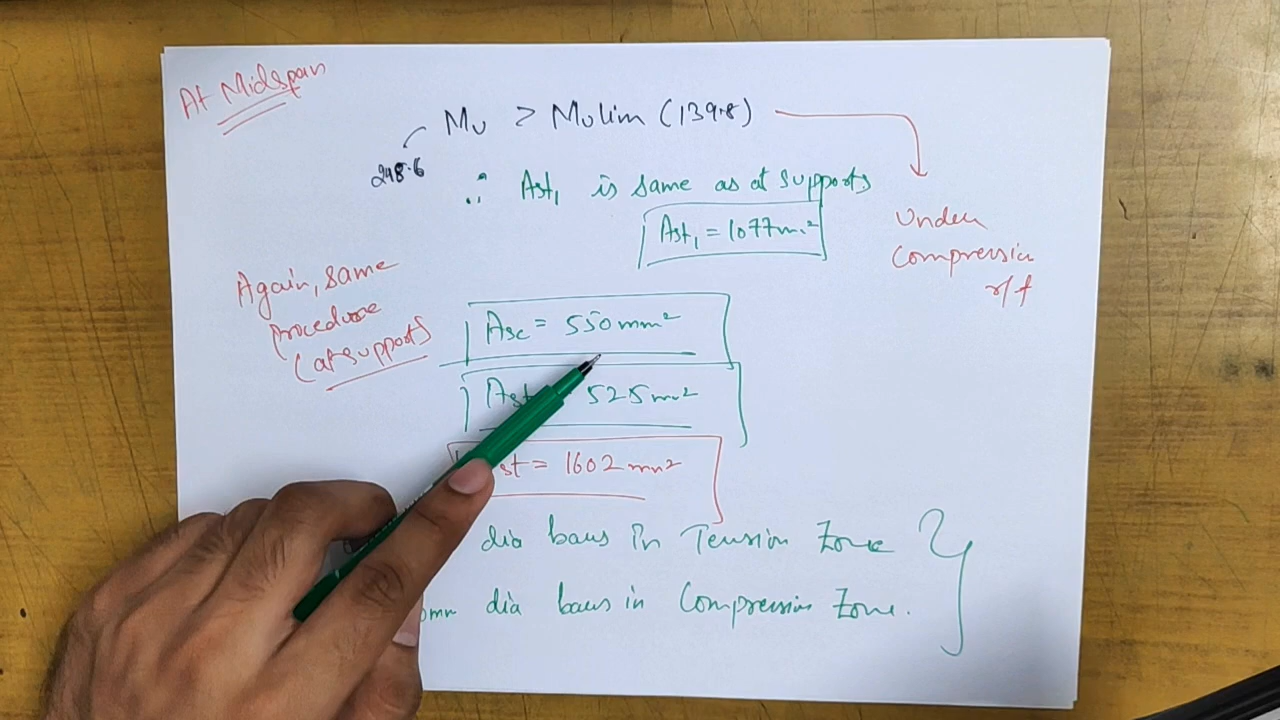 At Midspan
Mu > Mulim (139.8)
248.6
∴ Ast1 is same as at supports
Ast1 = 1077mm²
Under
Compression
r/f
Again, same
procedure
(at supports)
Asc = 550mm²
525mm²
st = 1602mm²
dia bars in Tension Zone
mm dia bars in Compression Zone.